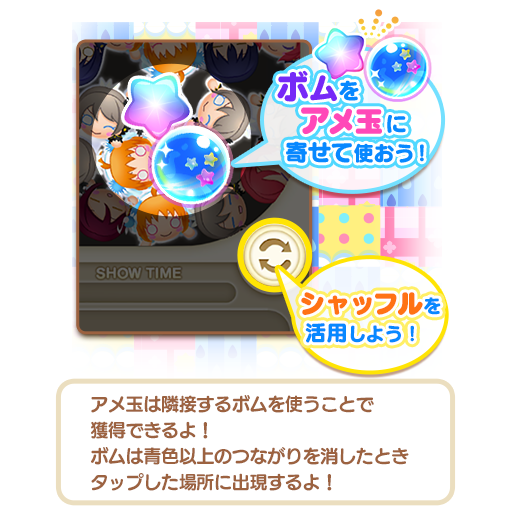 ボムを
アメ玉に
寄せて使おう!
SHOW TIME
シャッフルを
活用しよう!
アメ玉は隣接するボムを使うことで
獲得できるよ!
ボムは青色以上のつながりを消したとき
タップした場所に出現するよ!